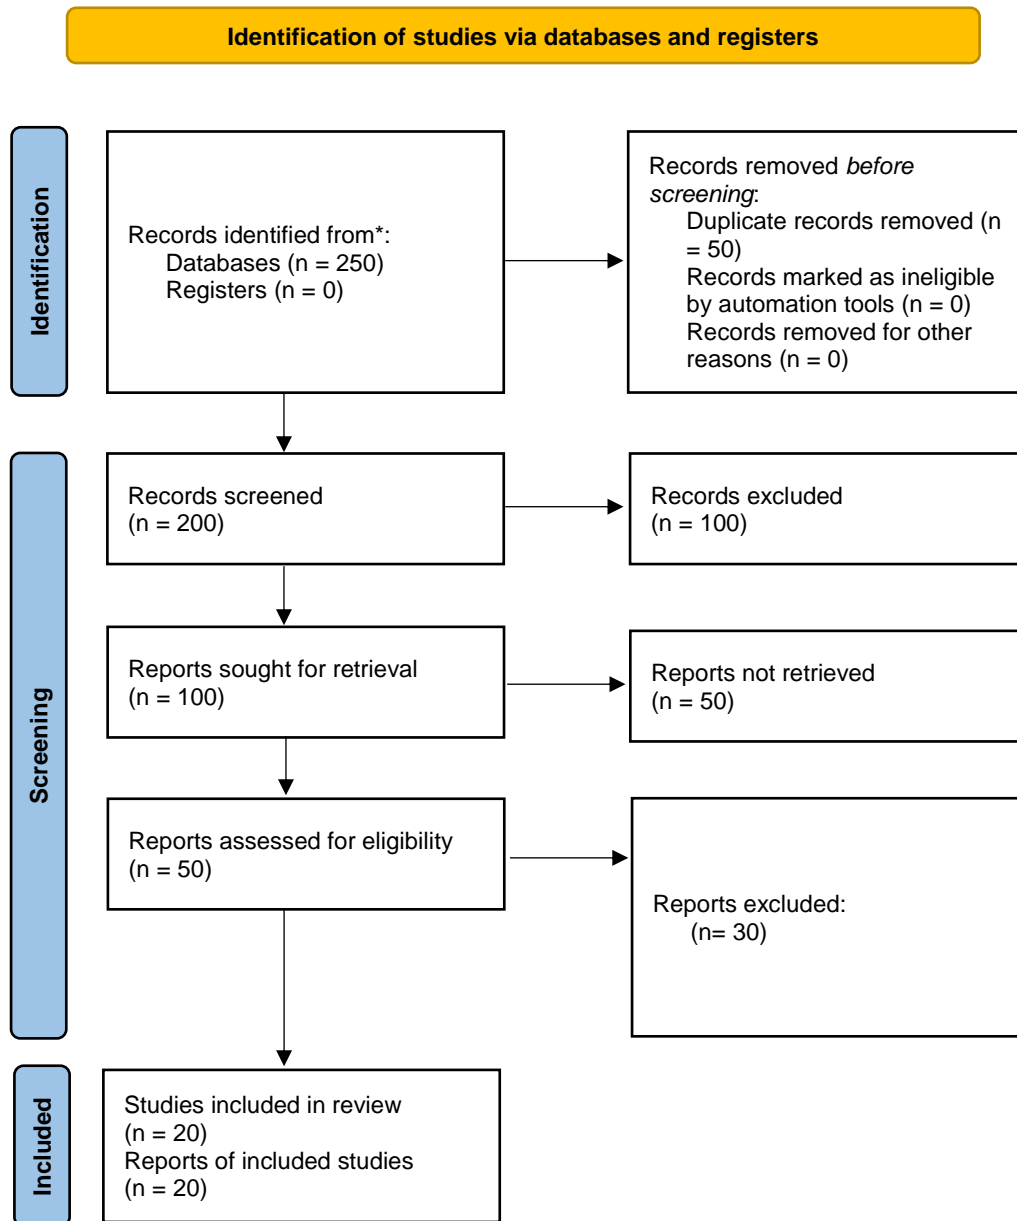 Identification of studies via databases and registers
Identification
Records identified from*:
Databases (n = 250)
Registers (n = 0)
Records removed before
screening:
Duplicate records removed (n
= 50)
Records marked as ineligible
by automation tools (n = 0)
Records removed for other
reasons (n = 0)
Screening
Records screened
(n = 200)
Records excluded
(n = 100)
Reports sought for retrieval
(n = 100)
Reports not retrieved
(n = 50)
Reports assessed for eligibility
(n = 50)
Reports excluded:
(n= 30)
Included
Studies included in review
(n = 20)
Reports of included studies
(n = 20)